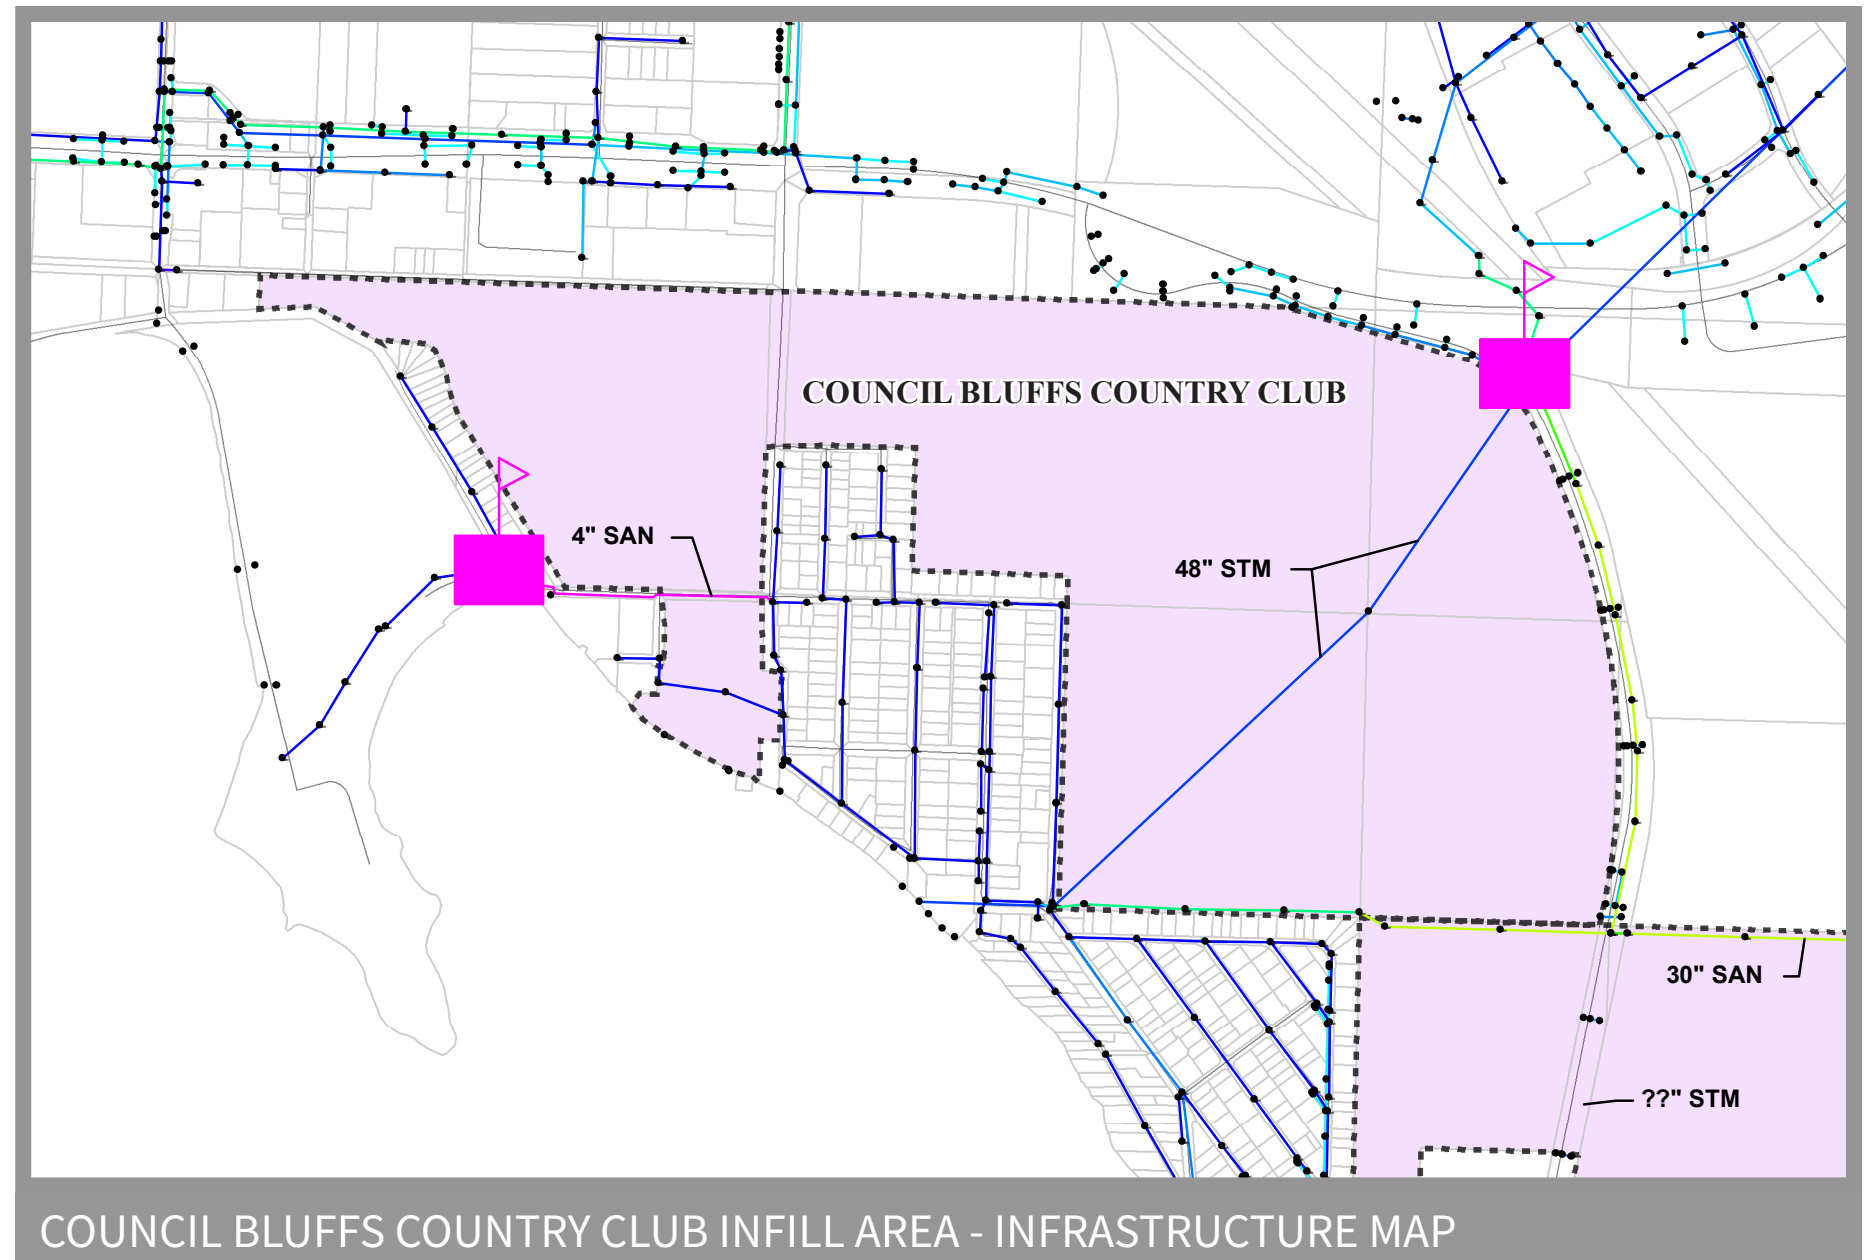 COUNCIL BLUFFS COUNTRY CLUB
4" SAN
48" STM
30" SAN
??" STM
COUNCIL BLUFFS COUNTRY CLUB INFILL AREA - INFRASTRUCTURE MAP